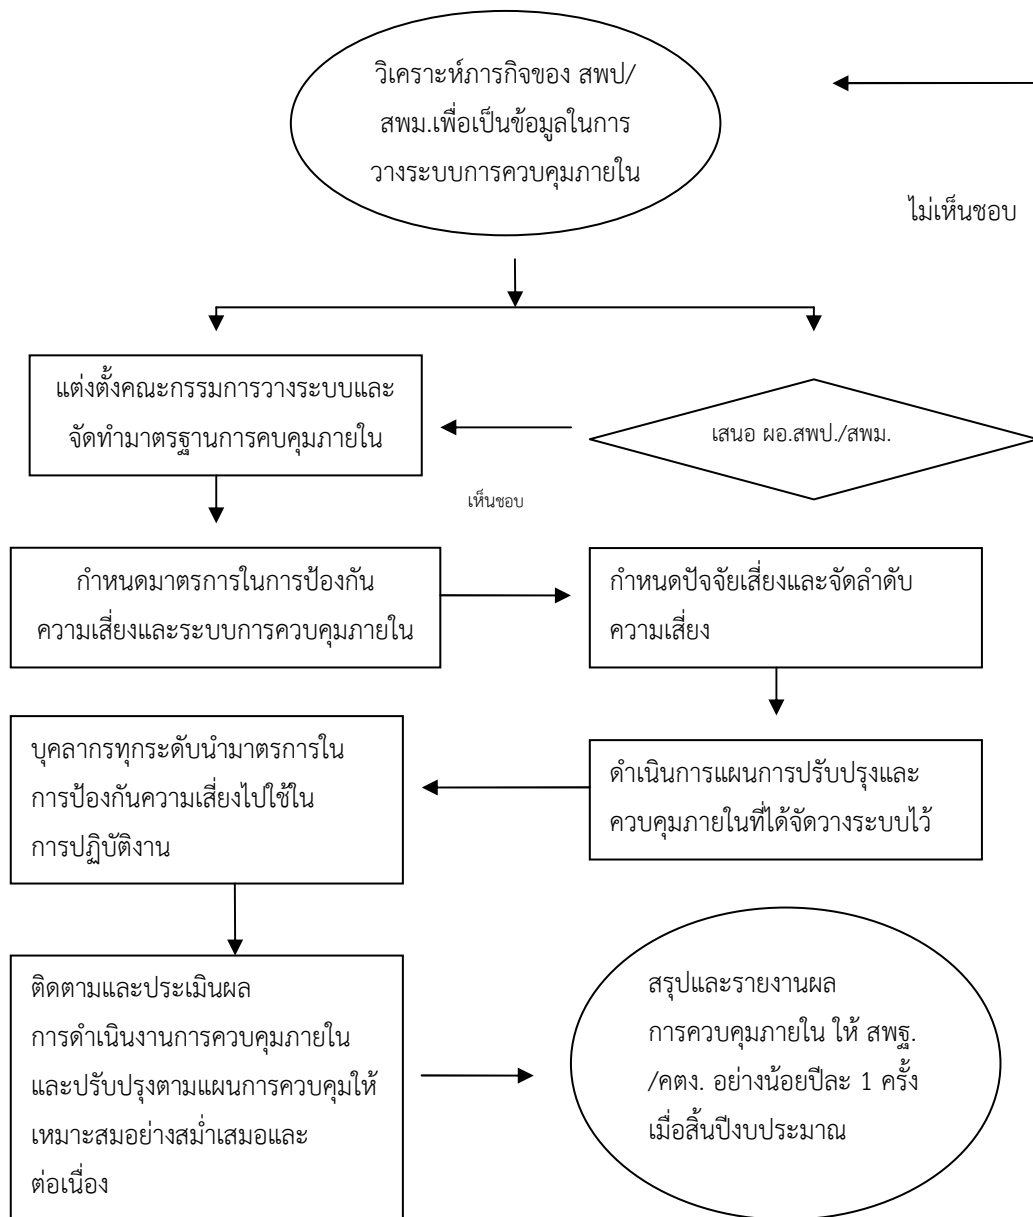 วิเคราะห์ภารกิจของ สพป/
สพม.เพื่อเป็นข้อมูลในการ
วางระบบการควบคุมภายใน
ไม่เห็นชอบ
แต่งตั้งคณะกรรมการวางระบบและ
จัดทำมาตรฐานการคบคุมภายใน
เสนอ ผอ.สพป./สพม.
เห็นชอบ
กำหนดมาตรการในการป้องกัน
ความเสี่ยงและระบบการควบคุมภายใน
กำหนดปัจจัยเสี่ยงและจัดลำดับ
ความเสี่ยง
บุคลากรทุกระดับนำมาตรการใน
การป้องกันความเสี่ยงไปใช้ใน
การปฏิบัติงาน
ดำเนินการแผนการปรับปรุงและ
ควบคุมภายในที่ได้จัดวางระบบไว้
ติดตามและประเมินผล
การดำเนินงานการควบคุมภายใน
และปรับปรุงตามแผนการควบคุมให้
เหมาะสมอย่างสม่ำเสมอและ
ต่อเนื่อง
สรุปและรายงานผล
การควบคุมภายใน ให้ สพฐ.
/คตง. อย่างน้อยปีละ 1 ครั้ง
เมื่อสิ้นปีงบประมาณ